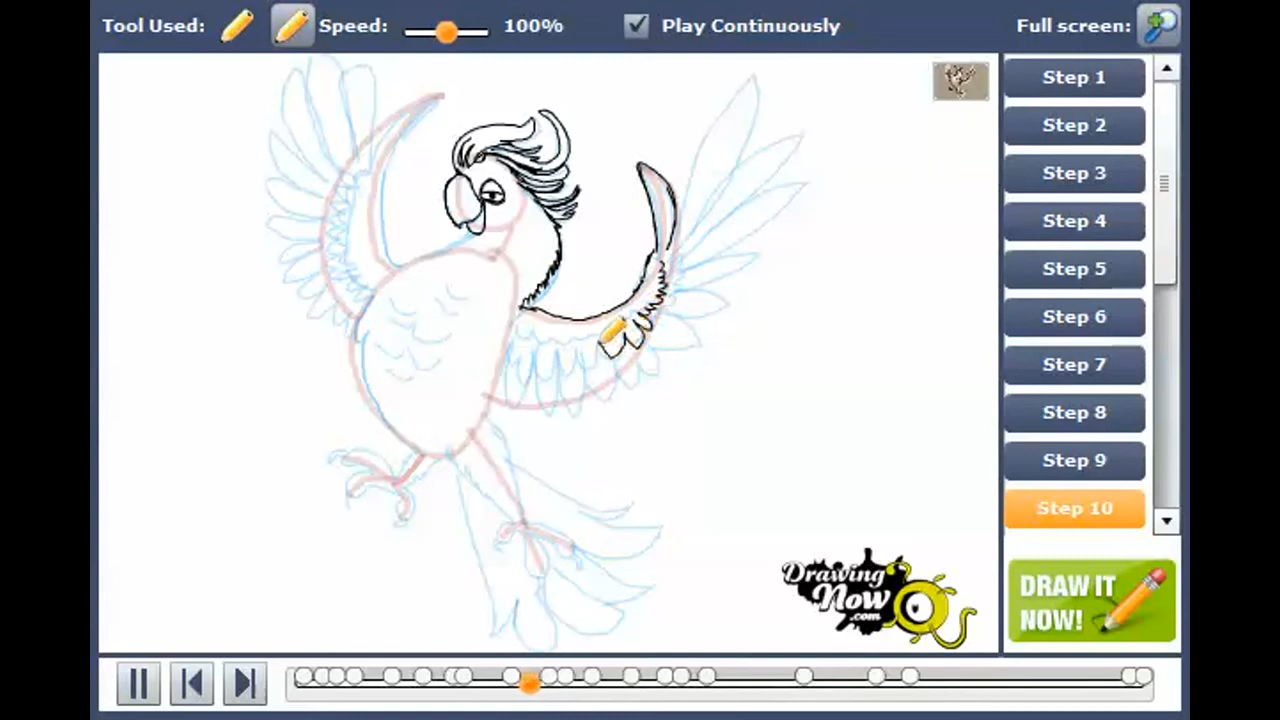 Tool Used: Speed: 100% Play Continuously Full screen:
Step 1
Step 2
Step 3
Step 4
Step 5
Step 6
Step 7
Step 8
Step 9
Step 10
DRAW IT
NOW!
Drawing
Now
.com